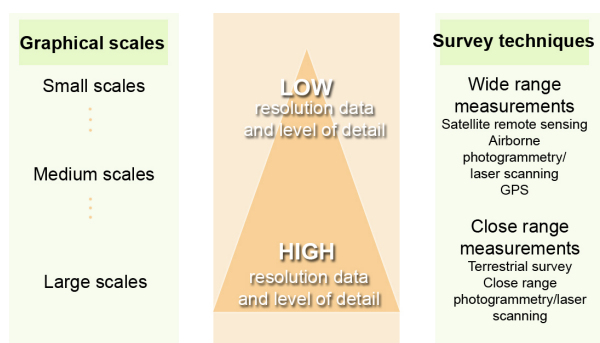 Graphical scales
Small scales
Medium scales
Large scales
LOW
resolution data
and level of detail
HIGH
resolution data
and level of detail
Survey techniques
Wide range
measurements
Satellite remote sensing
Airborne
photogrammetry/
laser scanning
GPS
Close range
measurements
Terrestrial survey
Close range
photogrammetry/laser
scanning